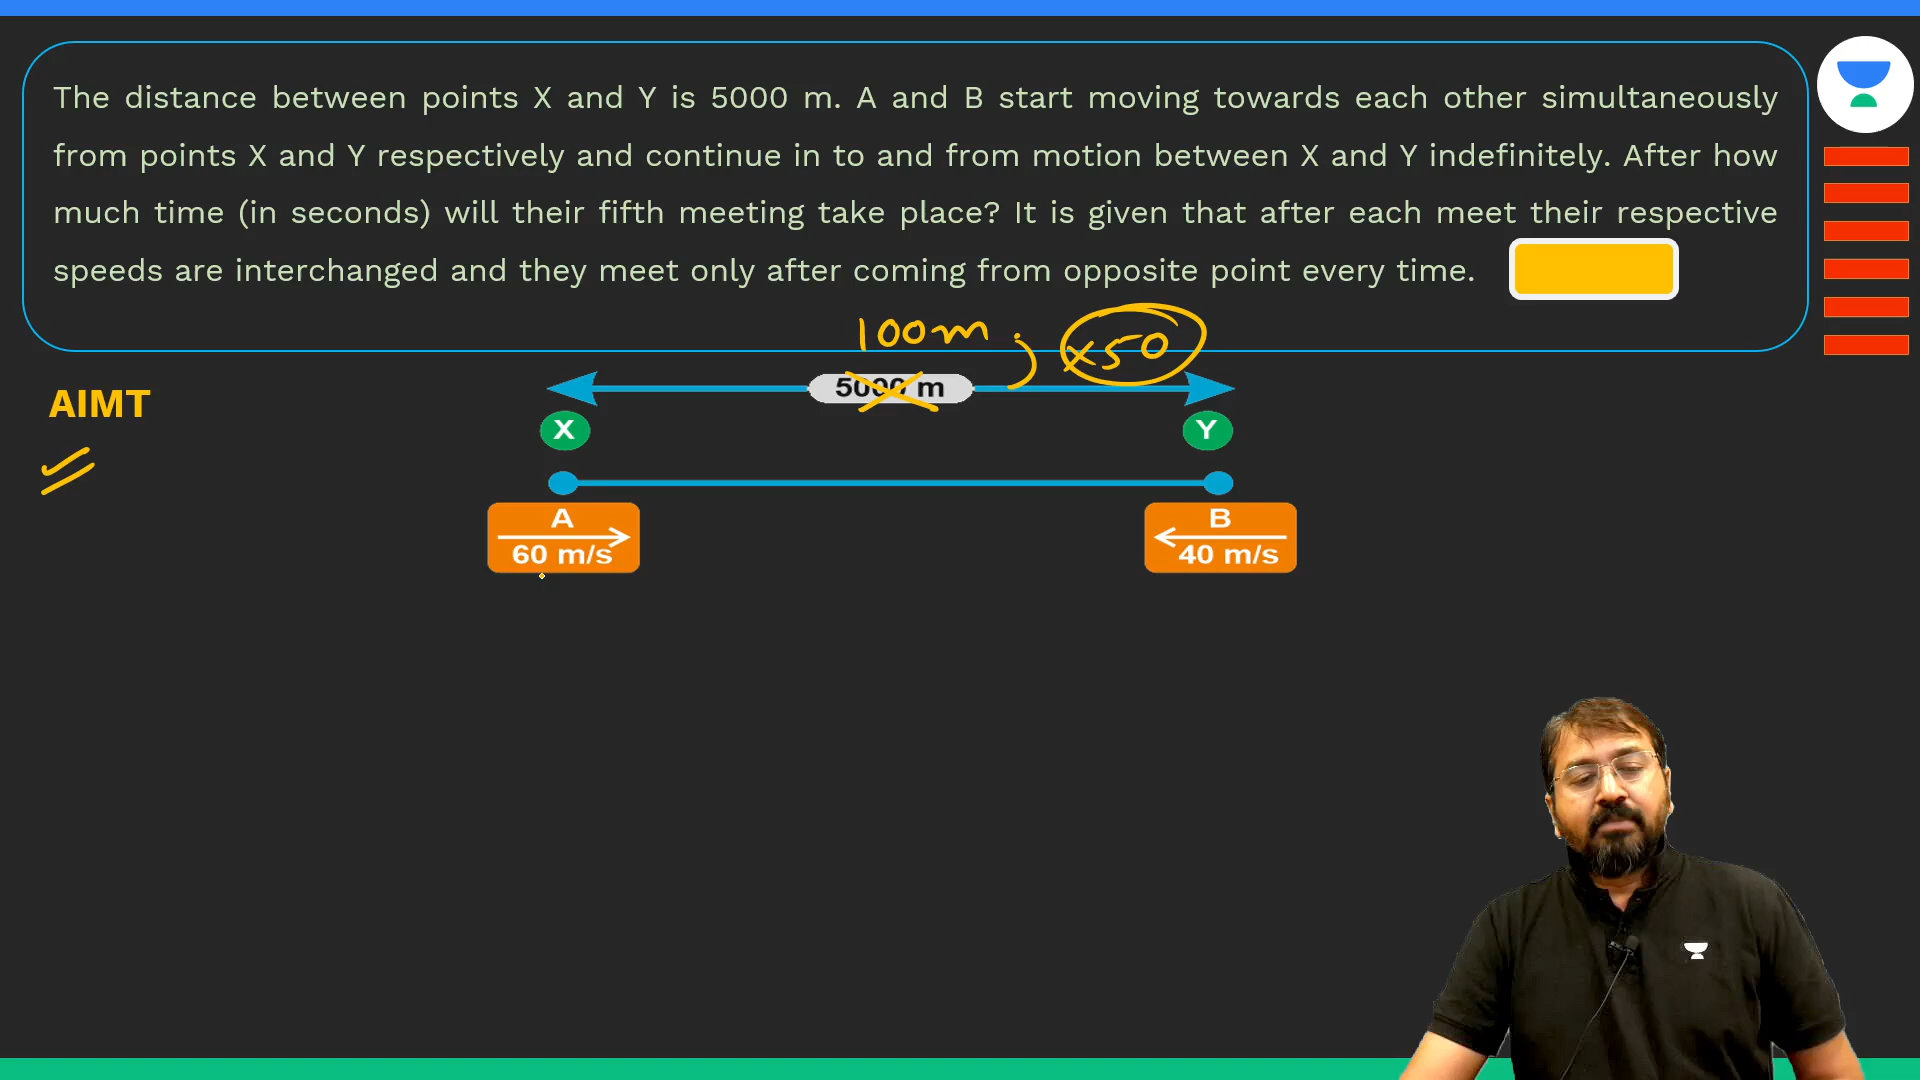 The distance between points X and Y is 5000 m. A and B start moving towards each other simultaneously
from points X and Y respectively and continue in to and from motion between X and Y indefinitely. After how
much time (in seconds) will their fifth meeting take place? It is given that after each meet their respective
speeds are interchanged and they meet only after coming from opposite point every time.
100m
x50
5000 m
AIMT
X
Y
A
60 m/s
B
40 m/s